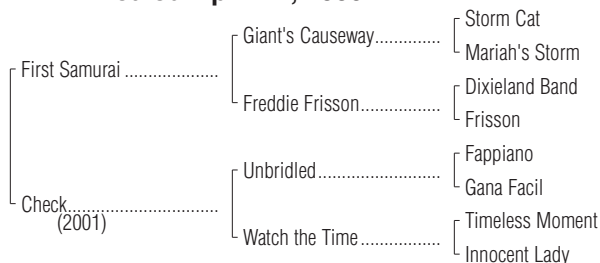 Storm Cat
Giant's Causeway
Mariah's Storm
First Samurai
Dixieland Band
Freddie Frisson
Frisson
Fappiano
Unbridled
Gana Facil
Check
(2001)
Timeless Moment
Watch the Time
Innocent Lady